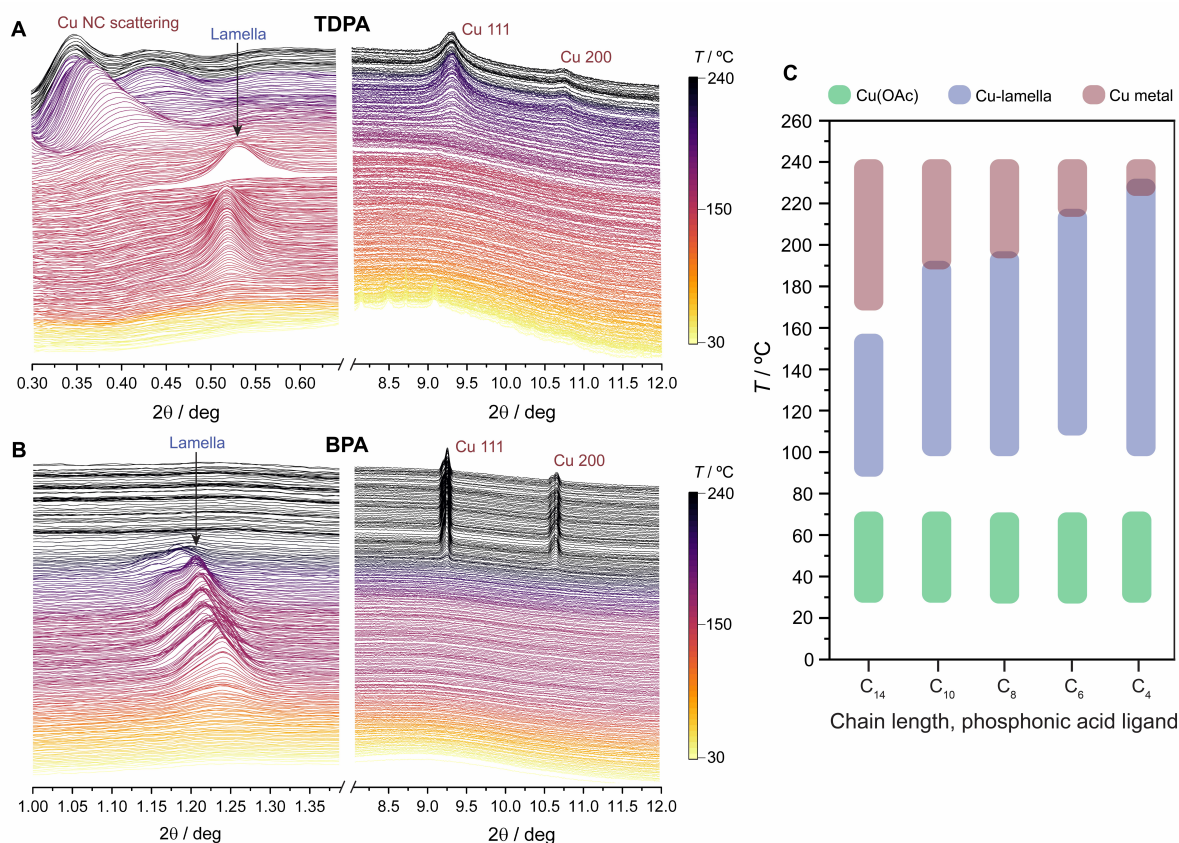 A
Cu NC scattering
TDPA
Lamella
Cu 111
Cu 200
T / ºC
240
150
30
0.30 0.35 0.40 0.45 0.50 0.55 0.60
8.5 9.0 9.5 10.0 10.5 11.0 11.5 12.0
2θ / deg
2θ / deg
B
Lamella
BPA
Cu 111
Cu 200
T / ºC
240
150
30
1.00 1.05 1.10 1.15 1.20 1.25 1.30 1.35
8.5 9.0 9.5 10.0 10.5 11.0 11.5 12.0
2θ / deg
2θ / deg
C
Cu(OAc) Cu-lamella Cu metal
260
240
220
200
180
160
140
120
100
80
60
40
20
0
T / ºC
C₁₄ C₁₀ C₈ C₆ C₄
Chain length, phosphonic acid ligand